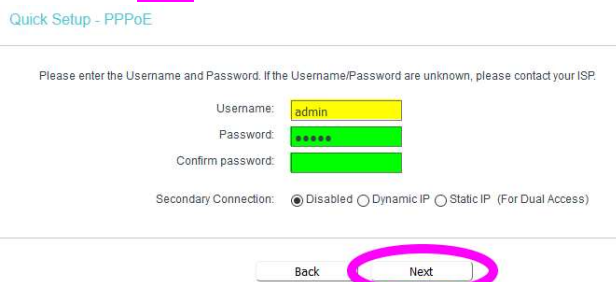 Quick Setup - PPPoE
Please enter the Username and Password. If the Username/Password are unknown, please contact your ISP.
Username: admin
Password: •••••
Confirm password:
Secondary Connection: Disabled Dynamic IP Static IP (For Dual Access)
Back Next